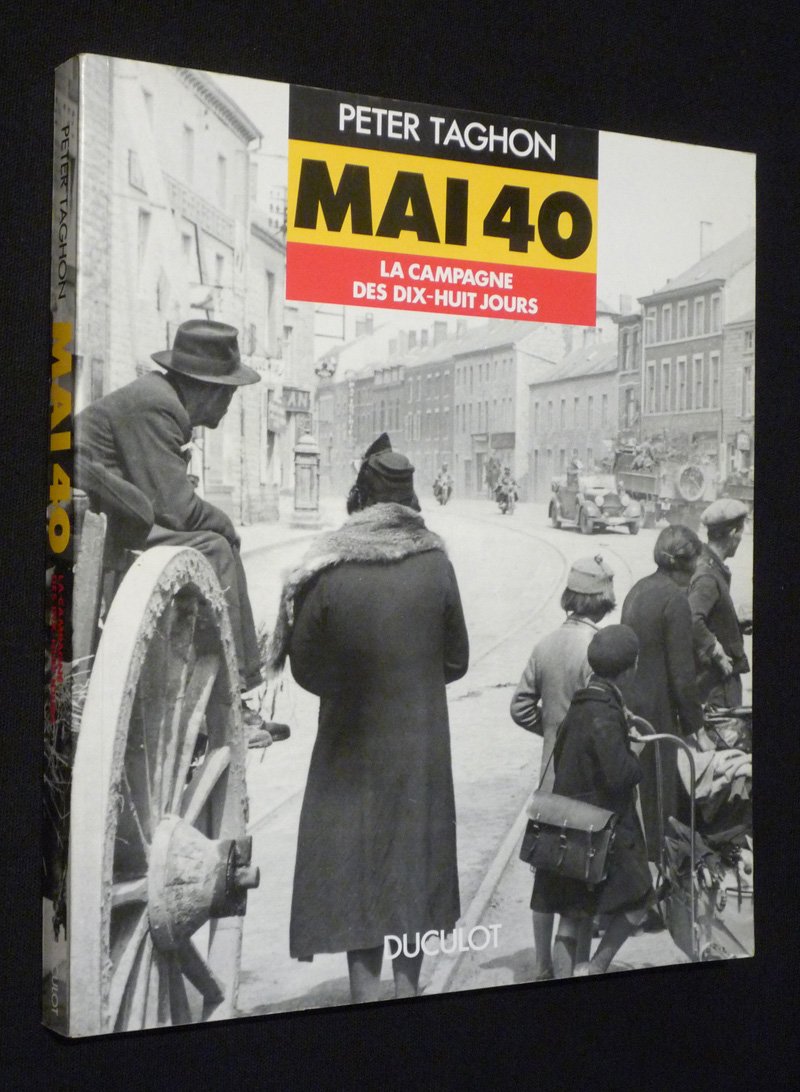 PETER TAGHON
MAI 40
LA CAMPAGNE
DES DIX-HUIT JOURS
DUCULOT
PETER TAGHON
MAI 40